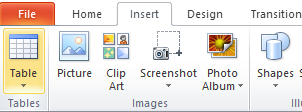 File Home Insert Design Transition
Table Picture Clip Art Screenshot Photo Album Shapes S
Tables Images